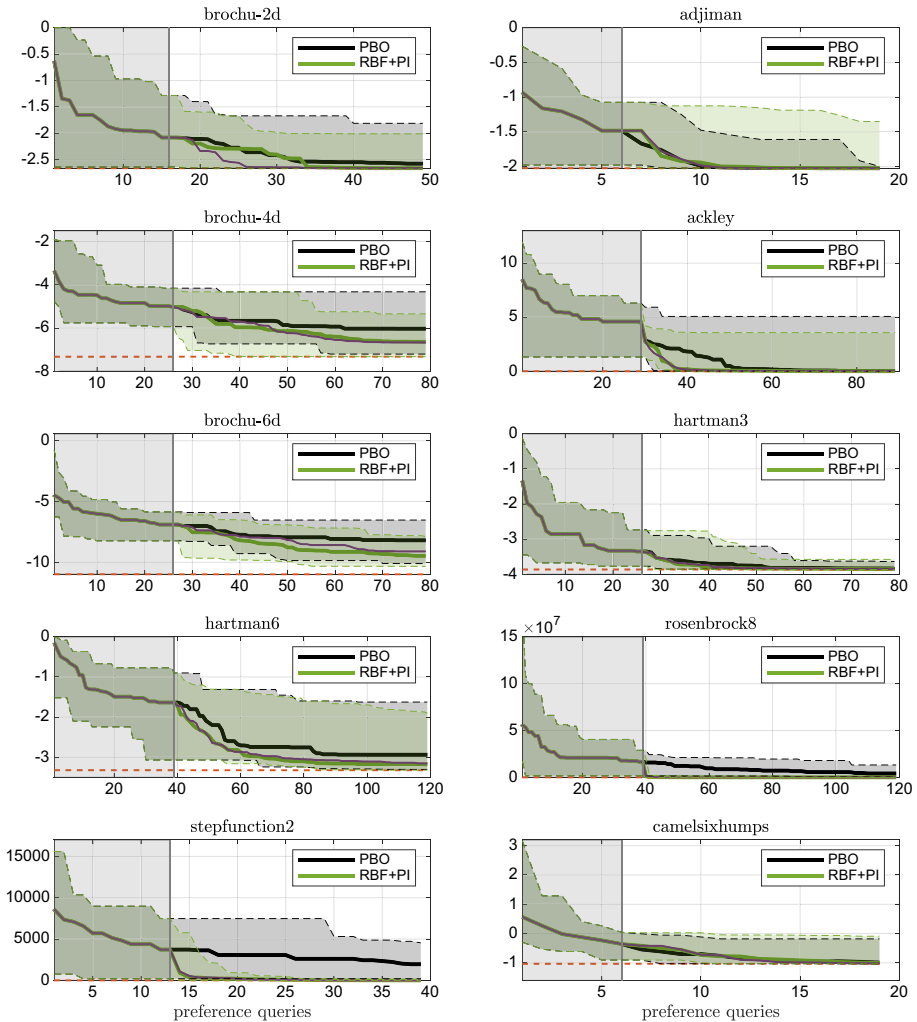 brochu-2d
0
-0.5
-1
-1.5
-2
-2.5
PBO
RBF+PI
10 20 30 40 50
adjiman
0
-0.5
-1
-1.5
-2
PBO
RBF+PI
5 10 15 20
brochu-4d
-2
-4
-6
-8
PBO
RBF+PI
10 20 30 40 50 60 70 80
ackley
10
5
0
PBO
RBF+PI
20 40 60 80
brochu-6d
0
-5
-10
PBO
RBF+PI
10 20 30 40 50 60 70 80
hartman3
0
-1
-2
-3
-4
PBO
RBF+PI
10 20 30 40 50 60 70 80
hartman6
0
-1
-2
-3
PBO
RBF+PI
20 40 60 80 100 120
rosenbrock8
×10⁷
15
10
5
0
PBO
RBF+PI
20 40 60 80 100 120
stepfunction2
15000
10000
5000
0
PBO
RBF+PI
5 10 15 20 25 30 35 40
preference queries
camelsixhumps
3
2
1
0
-1
PBO
RBF+PI
5 10 15 20
preference queries